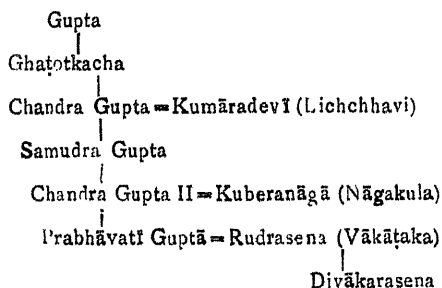 Gupta
Ghaṭotkacha
Chandra Gupta = Kumāradevī (Lichchhavi)
Samudra Gupta
Chandra Gupta II = Kuberanāgā (Nāgakula)
Prabhāvatī Guptā = Rudrasena (Vākāṭaka)
Divākarasena